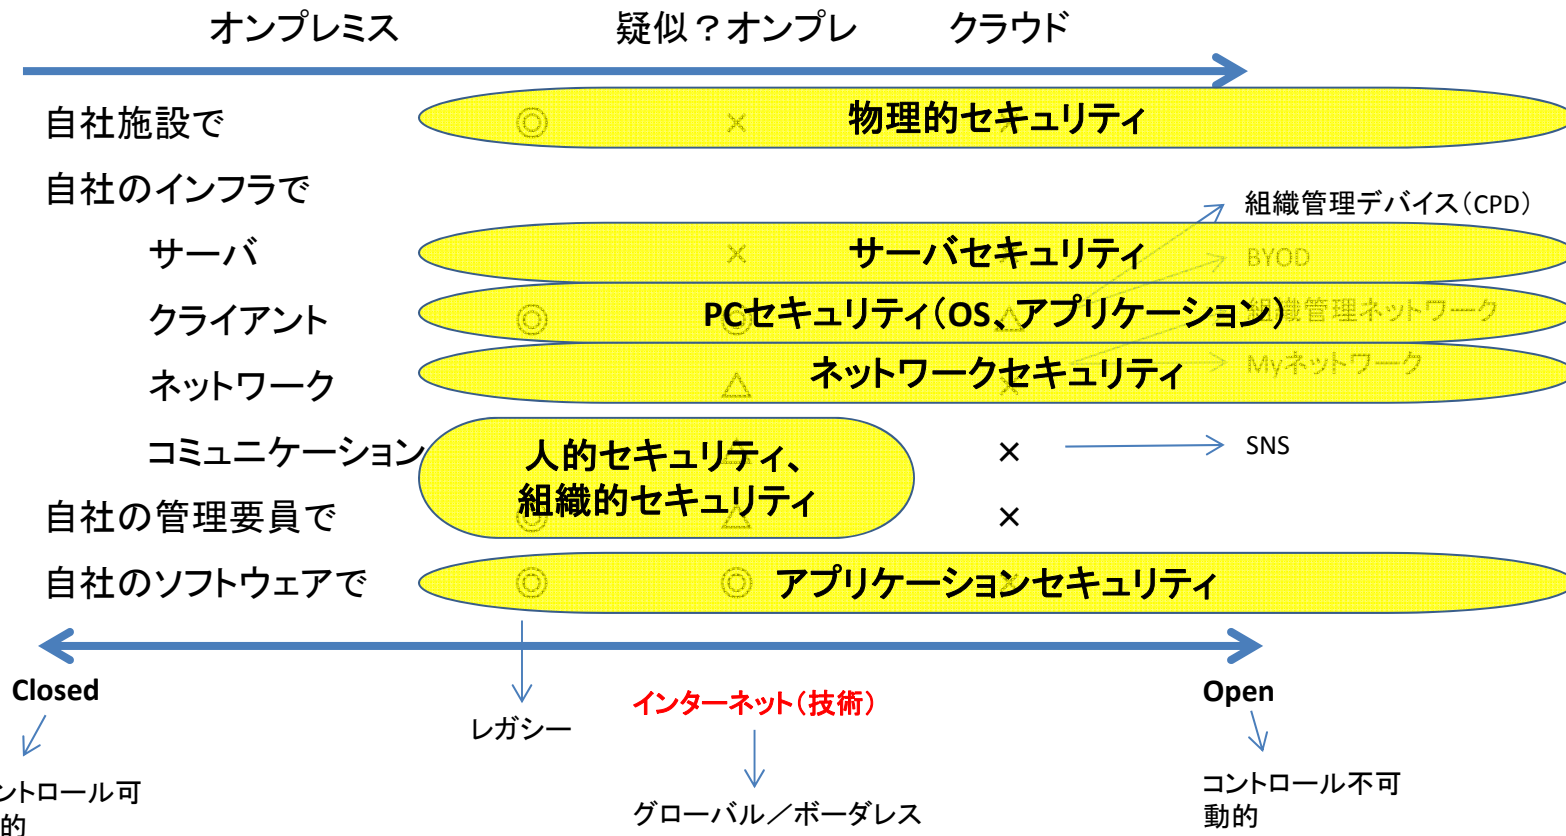 オンプレミス 疑似？オンプレ クラウド
自社施設で ◎ × 物理的セキュリティ
自社のインフラで
組織管理デバイス（CPD）
サーバ × サーバセキュリティ × BYOD
クライアント ◎ ◎ PCセキュリティ（OS、アプリケーション） △ 組織管理ネットワーク
ネットワーク △ ネットワークセキュリティ × Myネットワーク
コミュニケーション 人的セキュリティ、 △ × SNS
組織的セキュリティ
自社の管理要員で ◎ △ ×
自社のソフトウェアで ◎ ◎ アプリケーションセキュリティ ×
Closed インターネット（技術） Open
レガシー
ントロール可 コントロール不可
的 グローバル／ボーダレス 動的